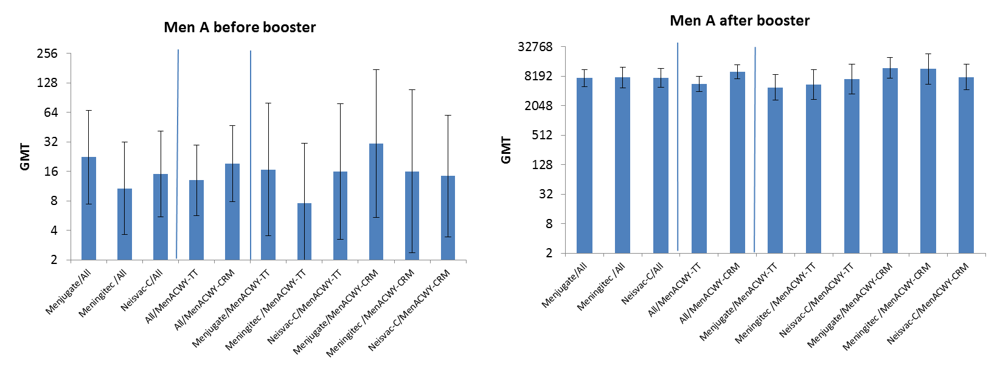 Men A before booster
GMT
256
128
64
32
16
8
4
2
Menjugate/All
Meningitec /All
Neisvac-C/All
All/MenACWY-TT
All/MenACWY-CRM
Menjugate/MenACWY-TT
Meningitec /MenACWY-TT
Neisvac-C/MenACWY-TT
Menjugate/MenACWY-CRM
Meningitec /MenACWY-CRM
Neisvac-C/MenACWY-CRM
Men A after booster
GMT
32768
8192
2048
512
128
32
8
2
Menjugate/All
Meningitec /All
Neisvac-C/All
All/MenACWY-TT
All/MenACWY-CRM
Menjugate/MenACWY-TT
Meningitec /MenACWY-TT
Neisvac-C/MenACWY-TT
Menjugate/MenACWY-CRM
Meningitec /MenACWY-CRM
Neisvac-C/MenACWY-CRM